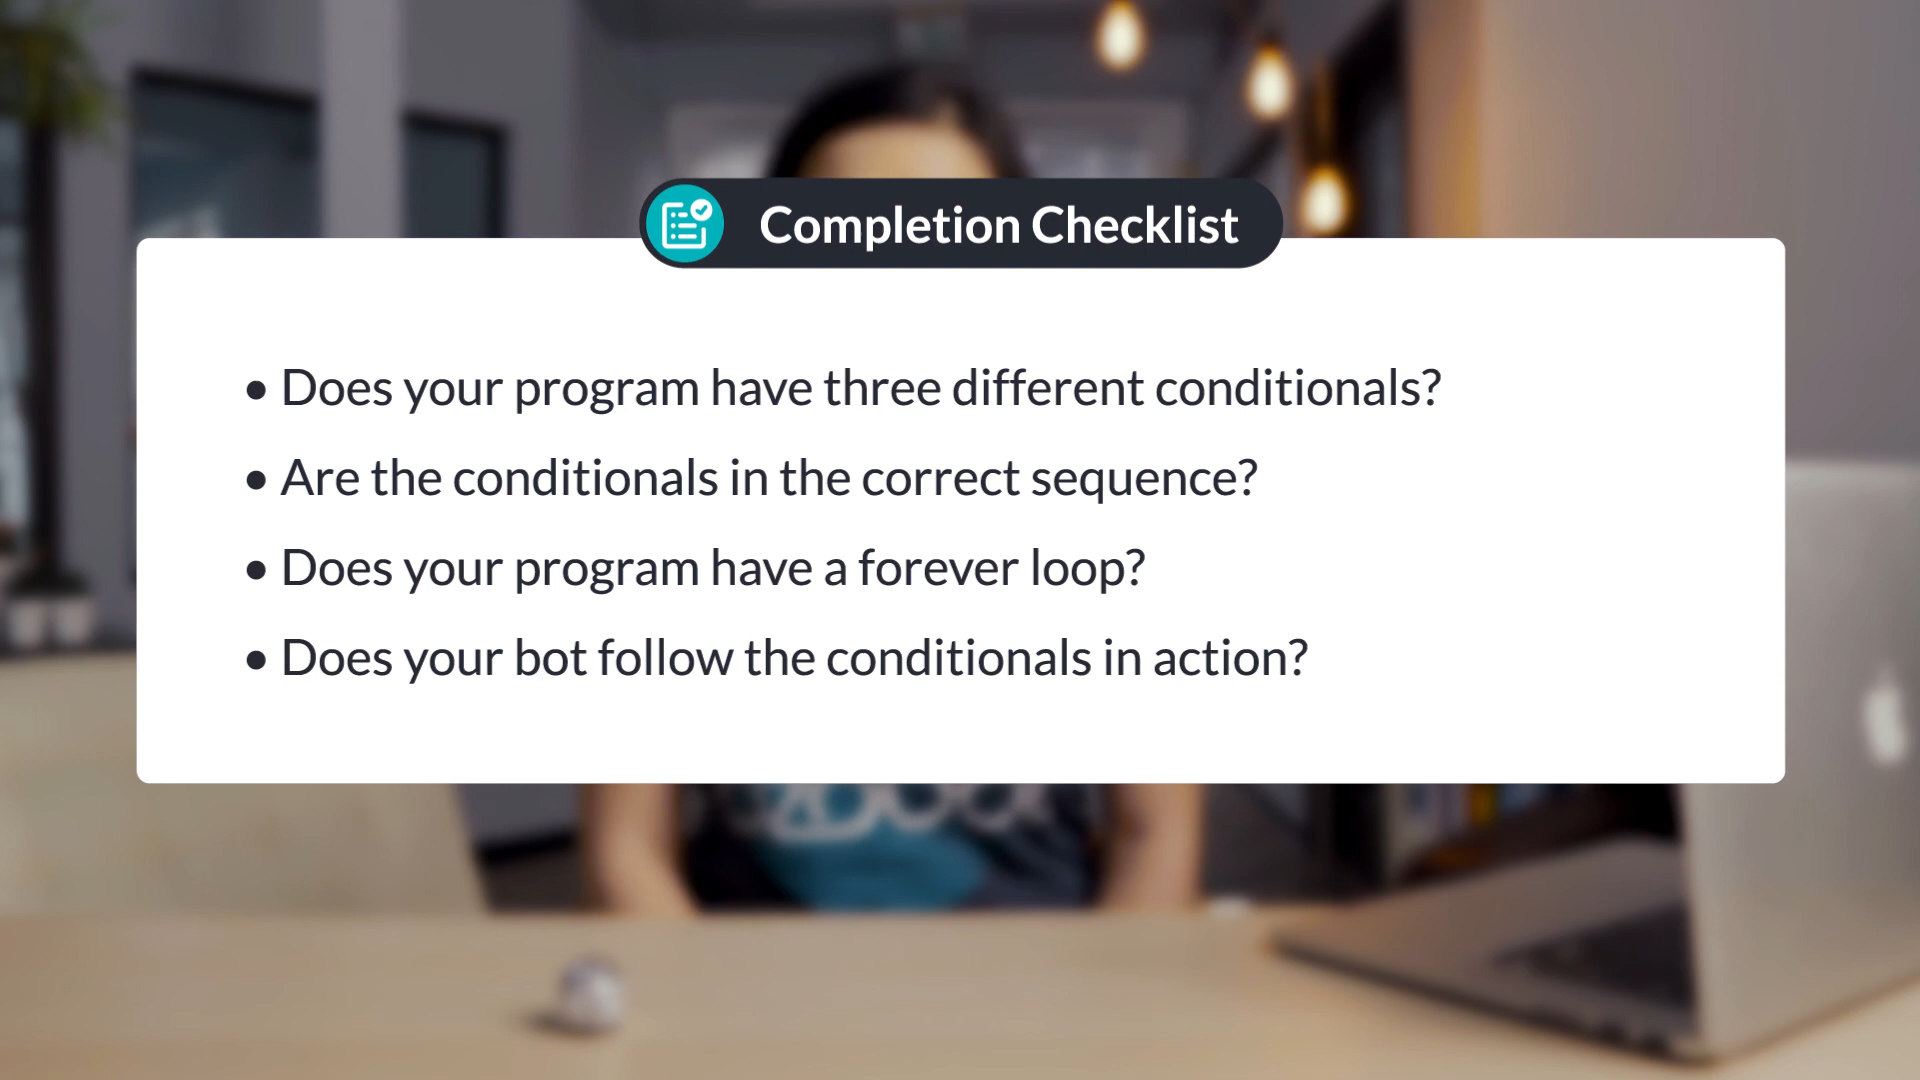 Completion Checklist
• Does your program have three different conditionals?
• Are the conditionals in the correct sequence?
• Does your program have a forever loop?
• Does your bot follow the conditionals in action?